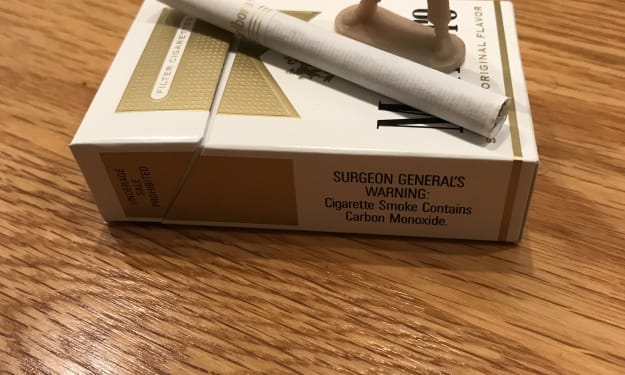 FILTER CIGARETTES
ORIGINAL FLAVOR
UNDERAGE
SALE
PROHIBITED
SURGEON GENERAL'S
WARNING:
Cigarette Smoke Contains
Carbon Monoxide.